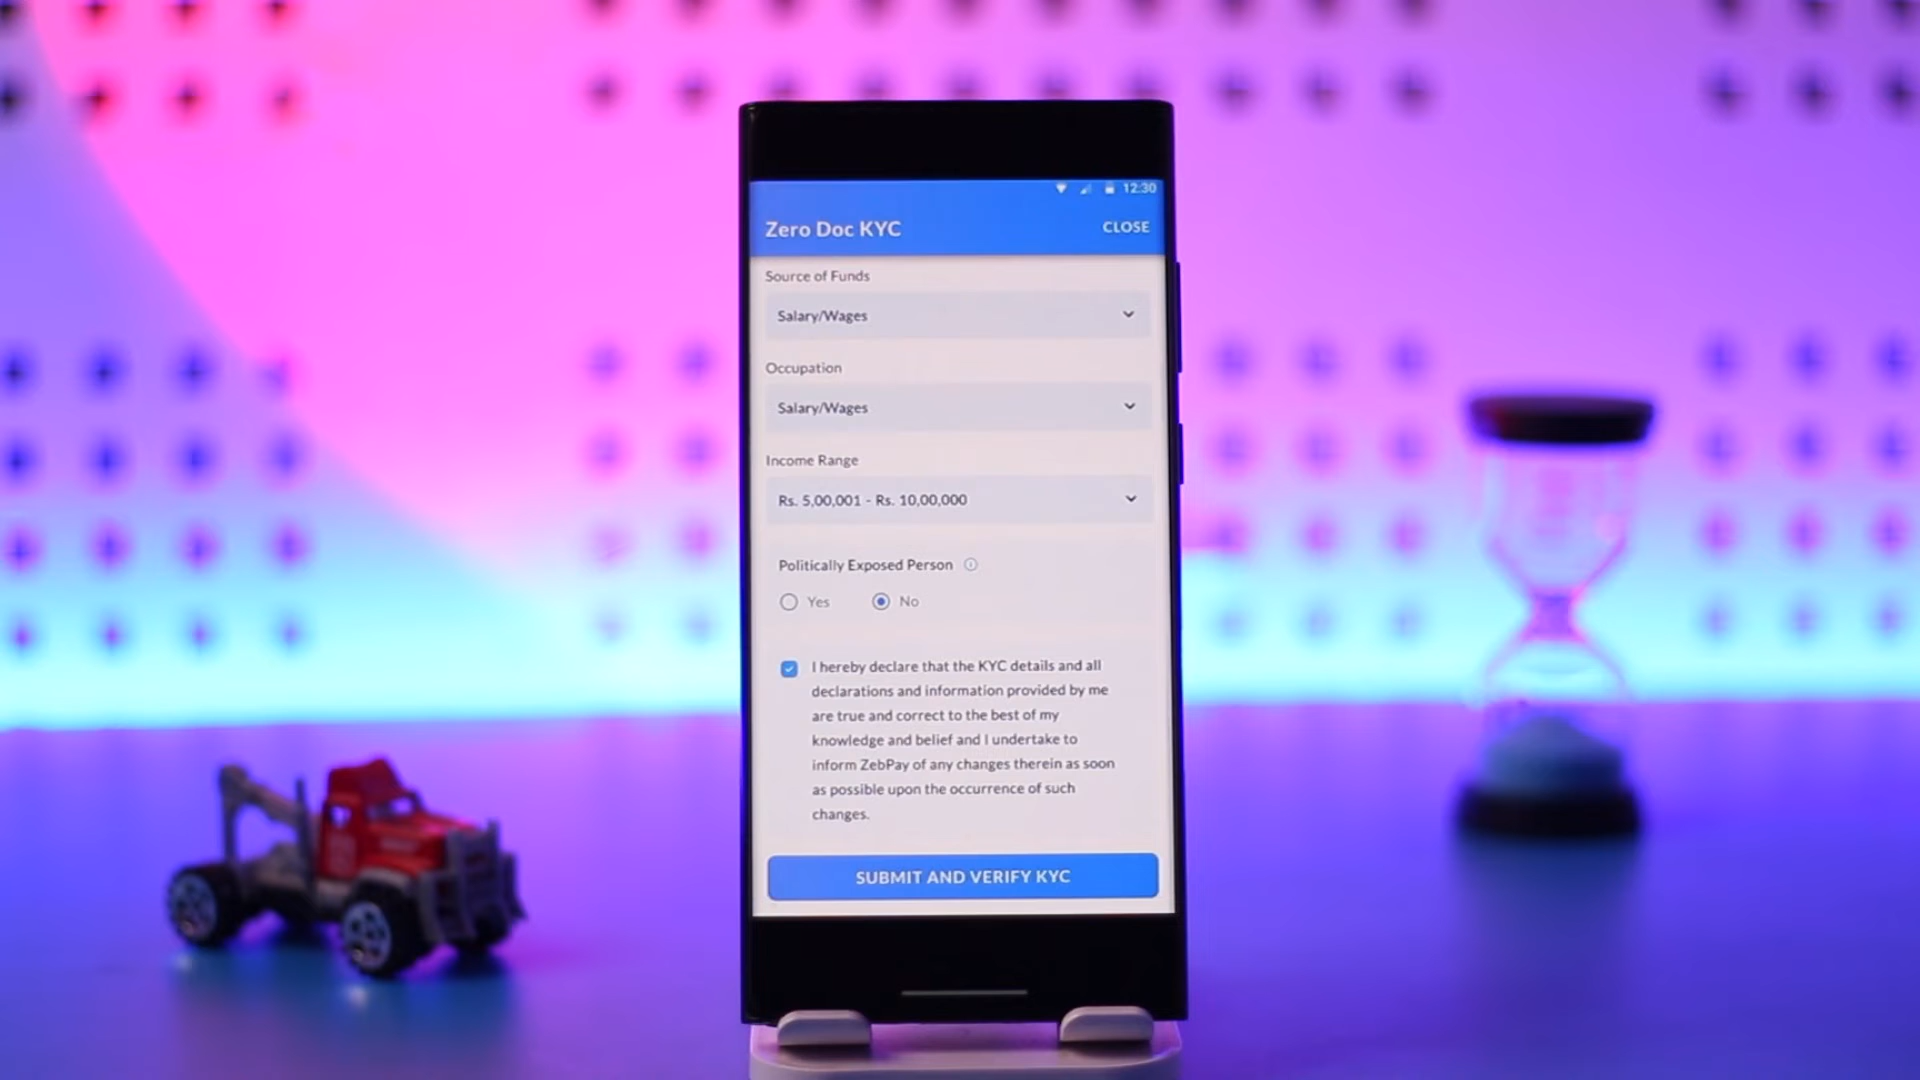 12:30
Zero Doc KYC
CLOSE
Source of Funds
Salary/Wages
Occupation
Salary/Wages
Income Range
Rs. 5,00,001 - Rs. 10,00,000
Politically Exposed Person
Yes
No
I hereby declare that the KYC details and all
declarations and information provided by me
are true and correct to the best of my
knowledge and belief and I undertake to
inform ZebPay of any changes therein as soon
as possible upon the occurrence of such
changes.
SUBMIT AND VERIFY KYC